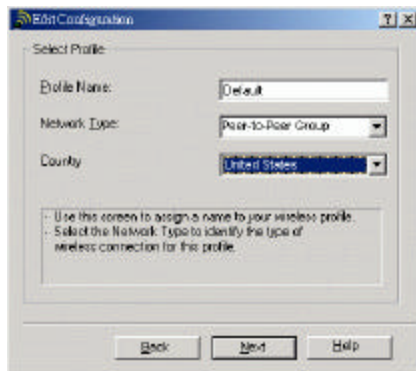 Edit Configuration
Select Profile
Profile Name: Default
Network Type: Peer-to-Peer Group
Country United States
- Use this screen to assign a name to your wireless profile.
- Select the Network Type to identify the type of
wireless connection for this profile.
Back Next Help